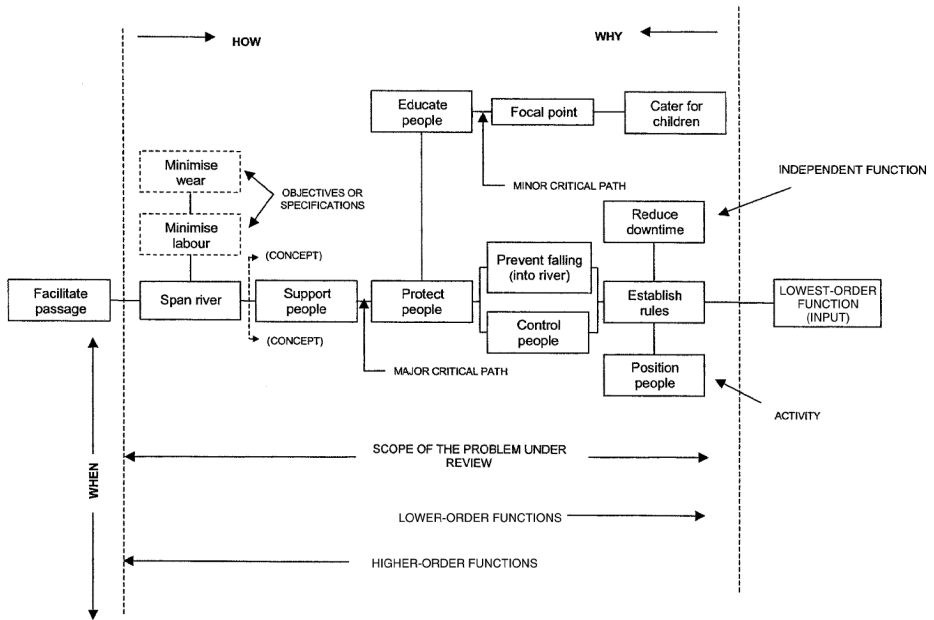 HOW
WHY
Educate
people
Focal point
Cater for
children
MINOR CRITICAL PATH
INDEPENDENT FUNCTION
Minimise
wear
OBJECTIVES OR
SPECIFICATIONS
Minimise
labour
Reduce
downtime
(CONCEPT)
Prevent falling
(into river)
Facilitate
passage
Span river
Support
people
Protect
people
Establish
rules
LOWEST-ORDER
FUNCTION
(INPUT)
Control
people
(CONCEPT)
MAJOR CRITICAL PATH
Position
people
ACTIVITY
SCOPE OF THE PROBLEM UNDER
REVIEW
WHEN
LOWER-ORDER FUNCTIONS
HIGHER-ORDER FUNCTIONS